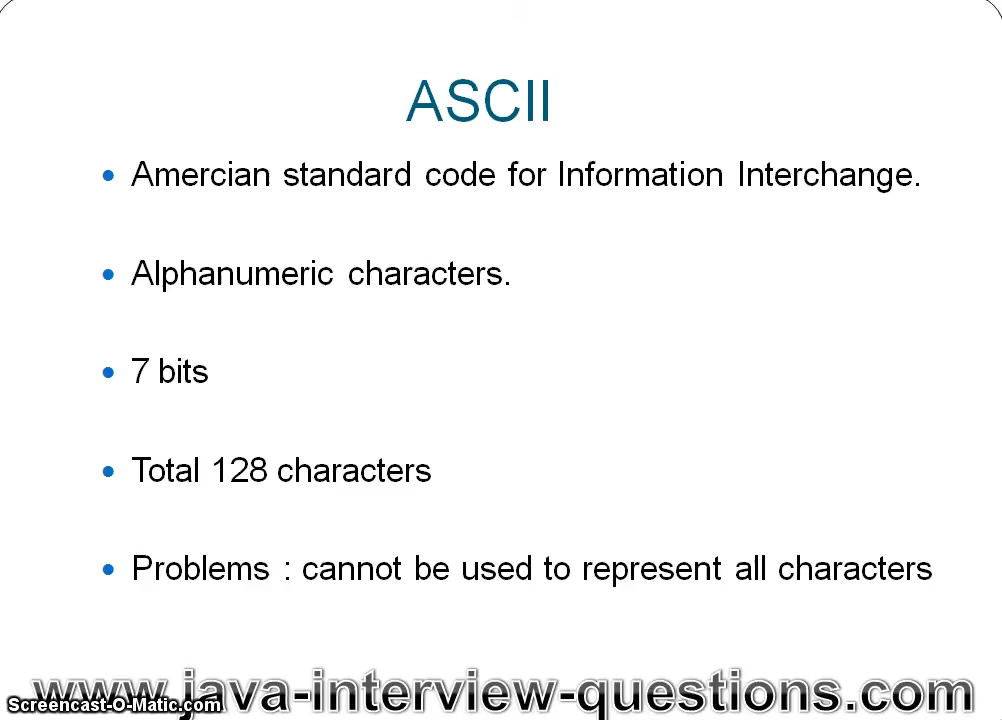 ASCII
• Amercian standard code for Information Interchange.
• Alphanumeric characters.
• 7 bits
• Total 128 characters
• Problems : cannot be used to represent all characters
www.java-interview-questions.com
Screencast-O-Matic.com